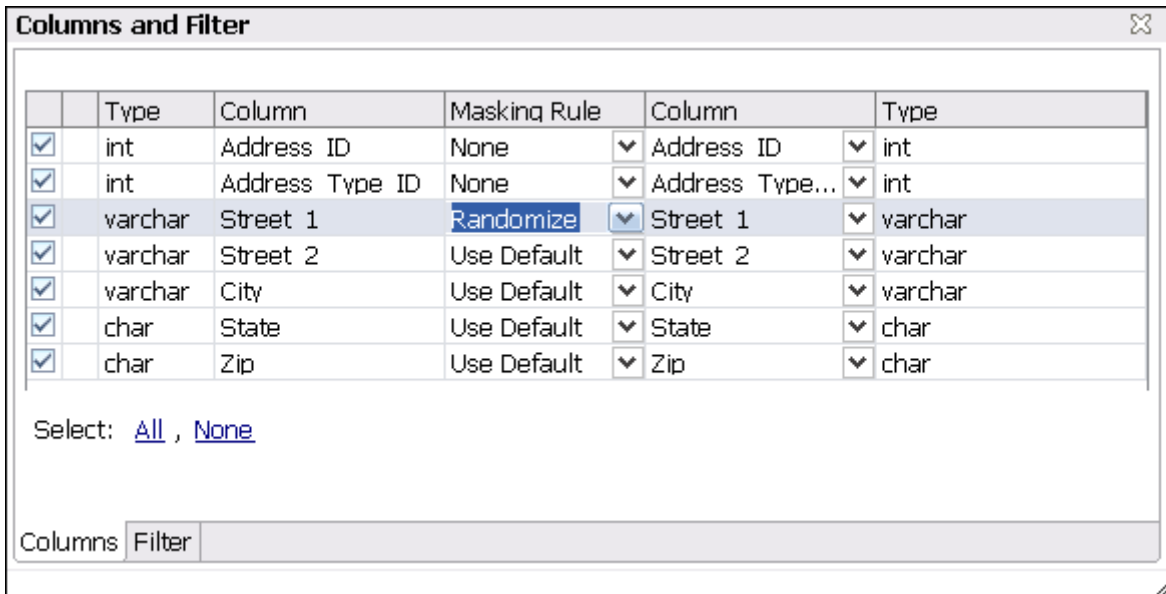 Columns and Filter
Type Column Masking Rule Column Type
int Address ID None Address ID int
int Address Type ID None Address Type... int
varchar Street 1 Randomize Street 1 varchar
varchar Street 2 Use Default Street 2 varchar
varchar City Use Default City varchar
char State Use Default State char
char Zip Use Default Zip char
Select: All , None
Columns Filter